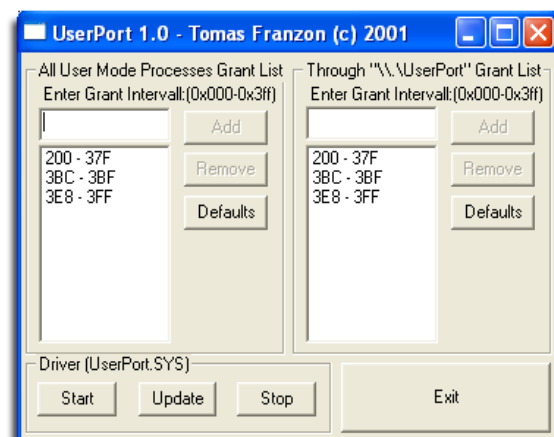 UserPort 1.0 - Tomas Franzon (c) 2001
All User Mode Processes Grant List
Enter Grant Intervall:(0x000-0x3ff)
Add
200 - 37F
3BC - 3BF
3E8 - 3FF
Remove
Defaults
Through "\\.\UserPort" Grant List
Enter Grant Intervall:(0x000-0x3ff)
Add
200 - 37F
3BC - 3BF
3E8 - 3FF
Remove
Defaults
Driver (UserPort.SYS)
Start
Update
Stop
Exit